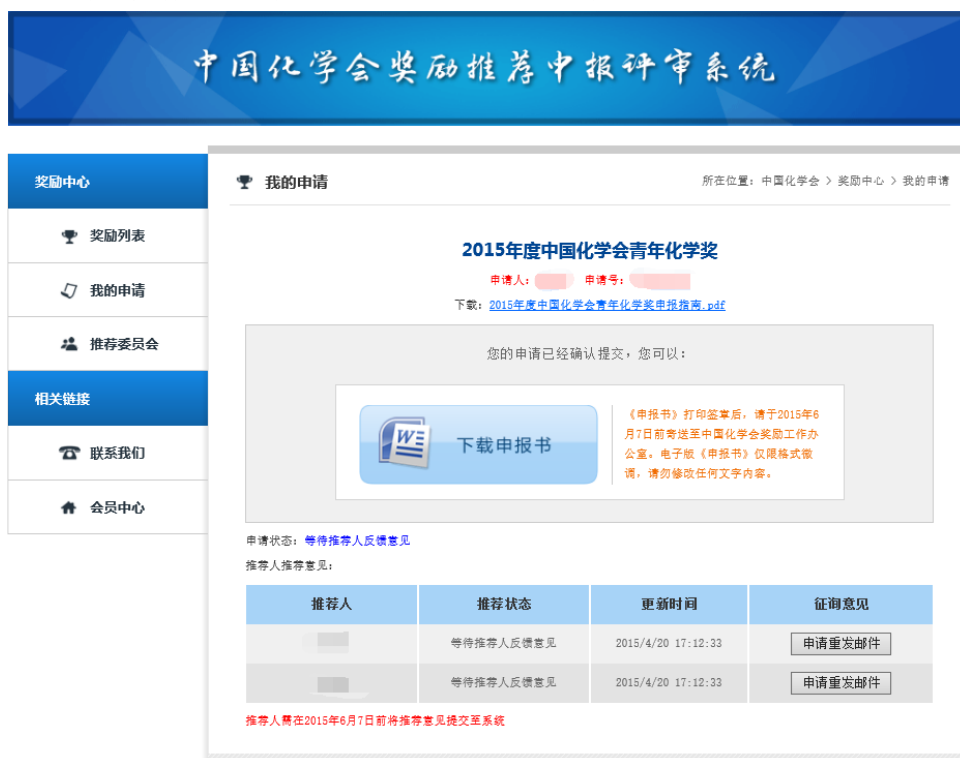 中国化学会奖励推荐申报评审系统
奖励中心
奖励列表
我的申请
推荐委员会
相关链接
联系我们
会员中心
我的申请
所在位置：中国化学会 > 奖励中心 > 我的申请
2015年度中国化学会青年化学奖
申请人： 申请号：
下载：2015年度中国化学会青年化学奖申报指南.pdf
您的申请已经确认提交，您可以：
下载申报书
《申报书》打印签章后，请于2015年6
月7日前寄送至中国化学会奖励工作办
公室。电子版《申报书》仅限格式微
调，请勿修改任何文字内容。
申请状态：等待推荐人反馈意见
推荐人推荐意见：
推荐人 推荐状态 更新时间 征询意见
等待推荐人反馈意见 2015/4/20 17:12:33 申请重发邮件
等待推荐人反馈意见 2015/4/20 17:12:33 申请重发邮件
推荐人需在2015年6月7日前将推荐意见提交至系统